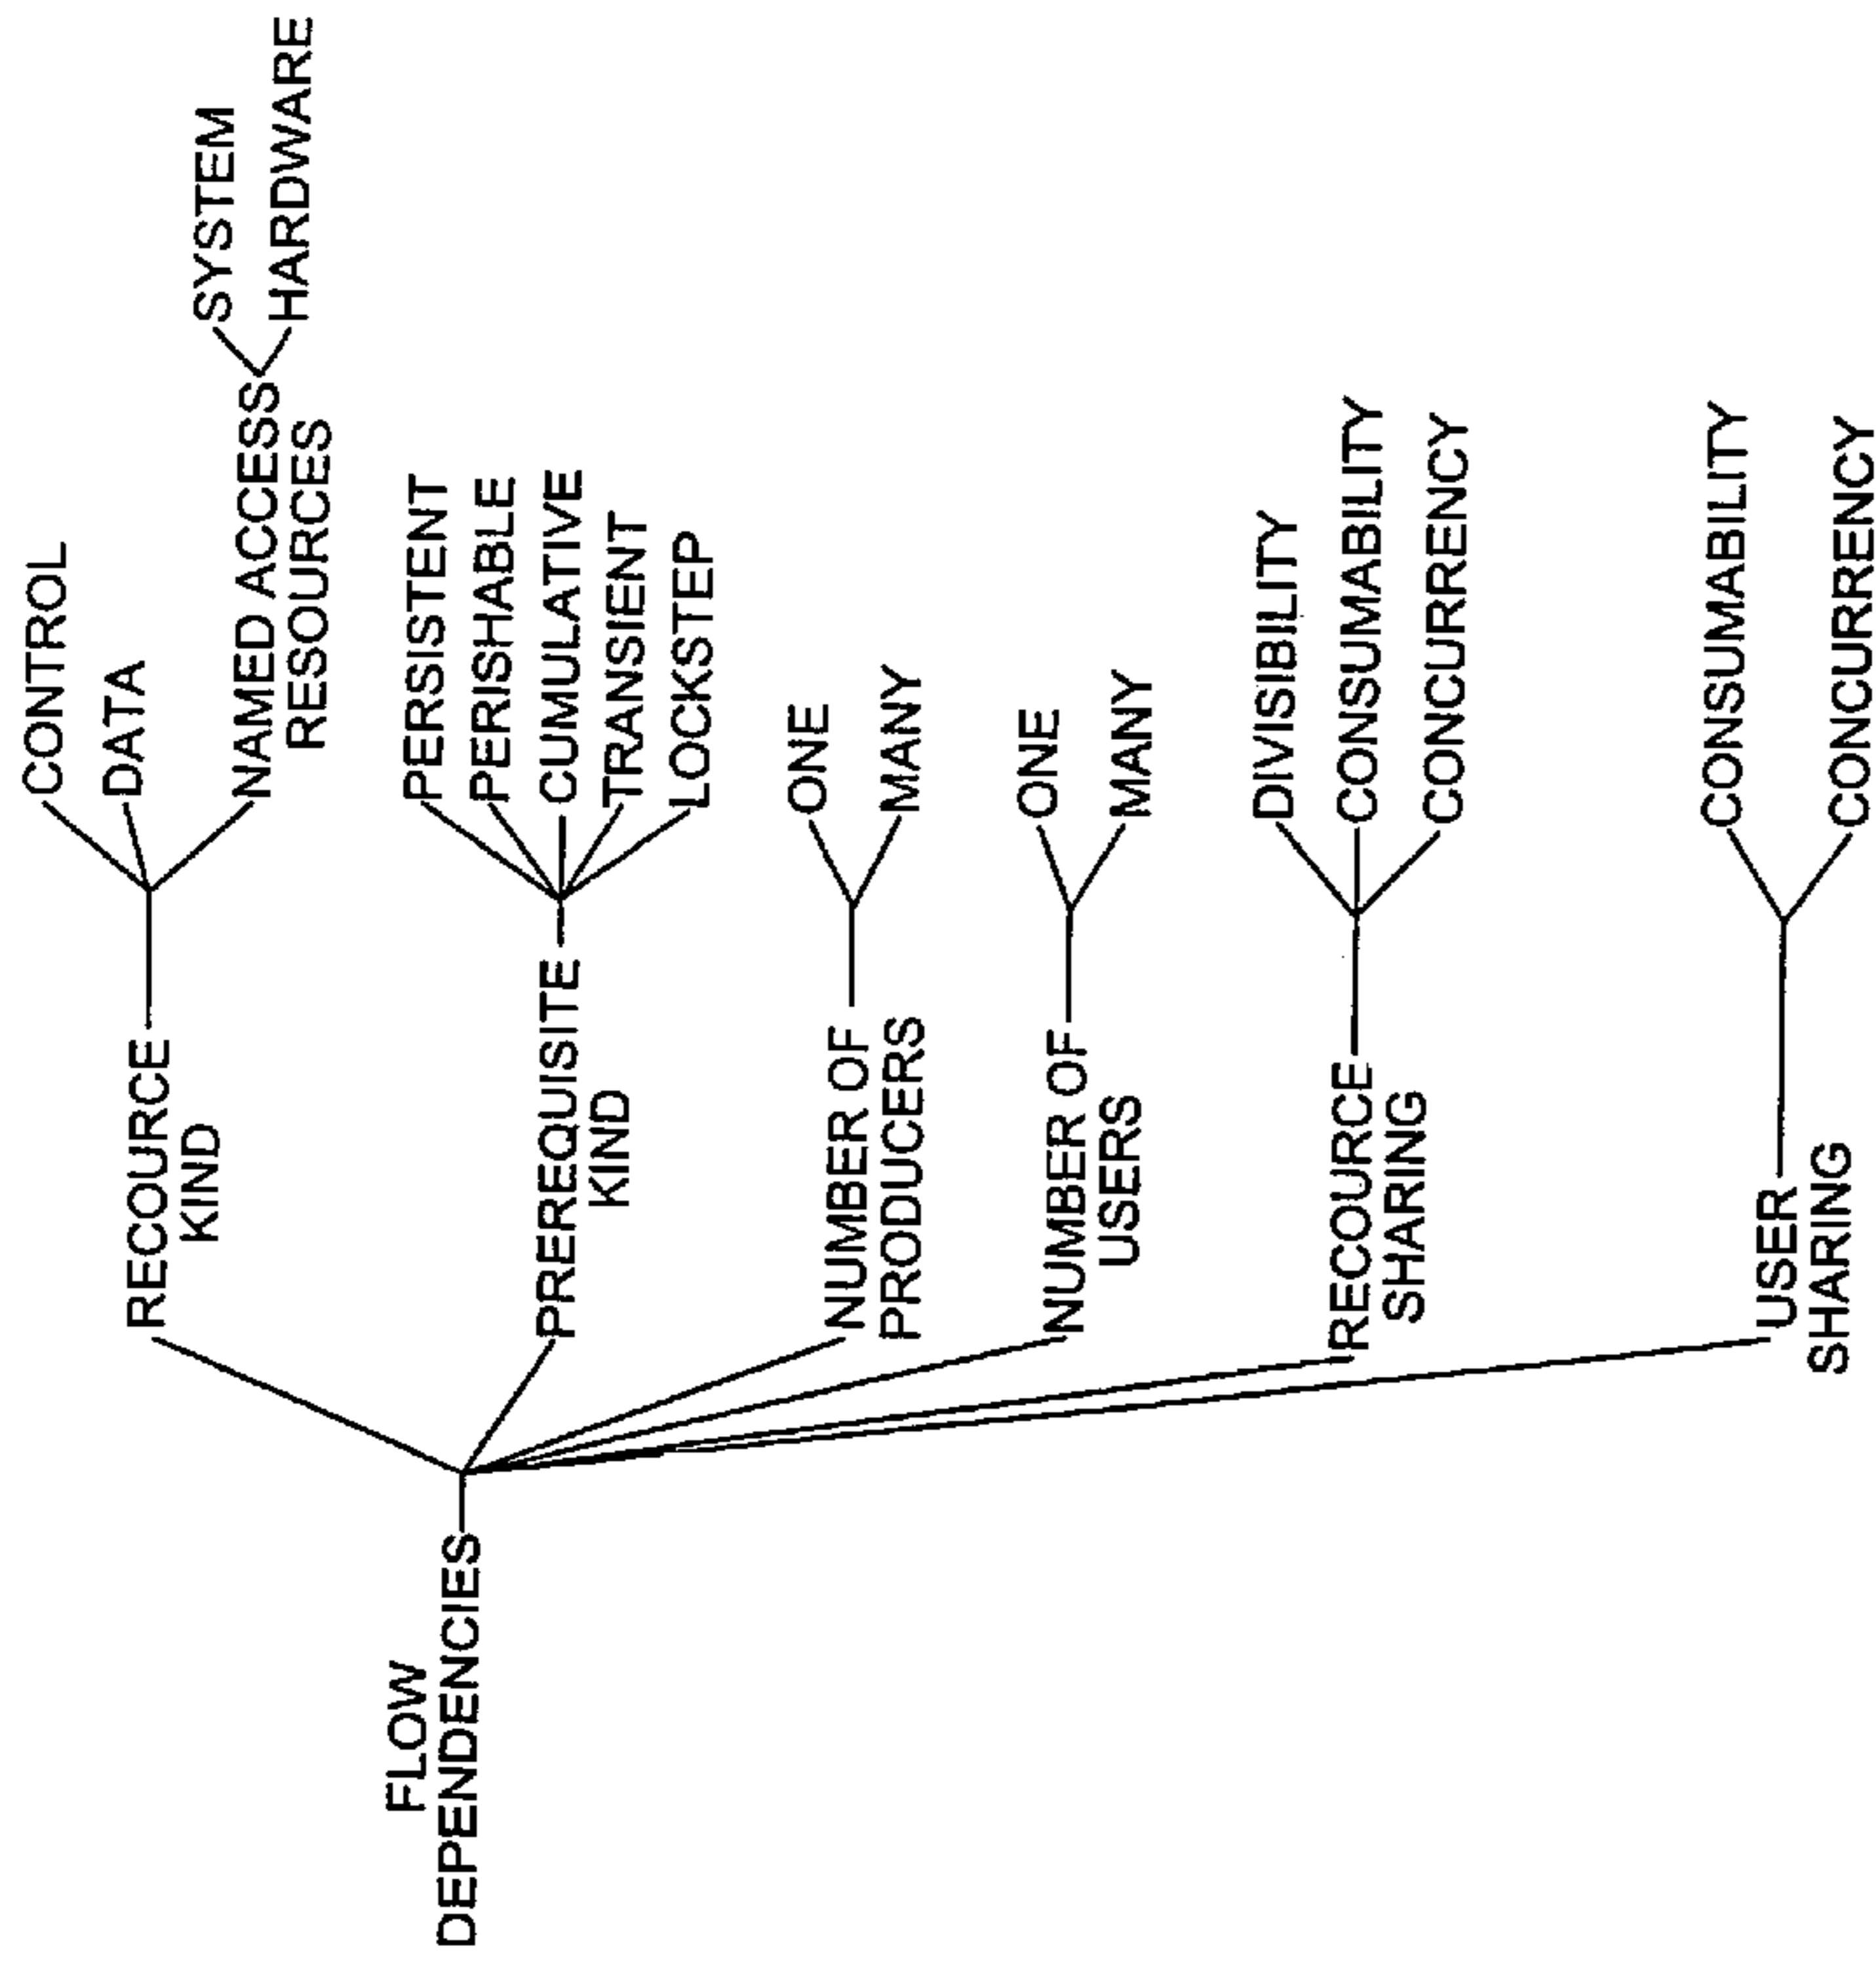 FLOW
DEPENDENCIES
RECOURCE
KIND
CONTROL
DATA
NAMED ACCESS
RESOURCES
SYSTEM
HARDWARE
PREREQUISITE
KIND
PERSISTENT
PERISHABLE
CUMULATIVE
TRANSIENT
LOCKSTEP
NUMBER OF
PRODUCERS
ONE
MANY
NUMBER OF
USERS
ONE
MANY
RECOURCE
SHARING
DIVISIBILITY
CONSUMABILITY
CONCURRENCY
USER
SHARING
CONSUMABILITY
CONCURRENCY